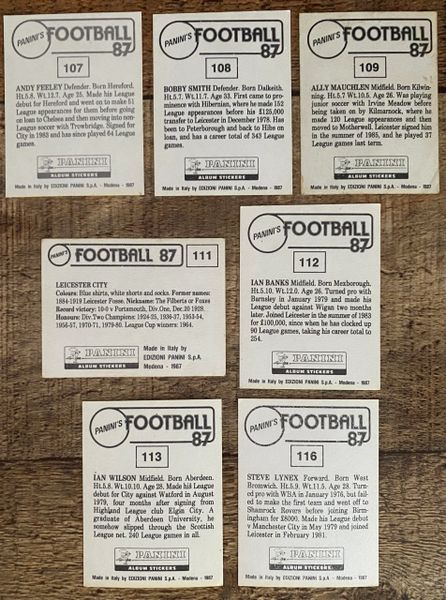 PANINI'S FOOTBALL 87
107
ANDY FEELEY Defender. Born Hereford.
Ht.5.8, Wt.12.7. Age 25. Made his League
debut for Hereford and went on to make 51
League appearances for them before going
on loan to Chelsea and then moving into non-
League soccer with Trowbridge. Signed for
City in 1983 and has since played 64 League
games.
PANINI
ALBUM STICKERS
Made in Italy by EDIZIONI PANINI S.p.A. - Modena - 1987
PANINI'S FOOTBALL 87
108
BOBBY SMITH Defender. Born Dalkeith.
Ht.5.7, Wt.11.7. Age 33. First came to pro-
minence with Hibernian, where he made 152
League appearances before his £125,000
transfer to Leicester in December 1978. Has
been to Peterborough and back to Hibs on
loan, and has a career total of 343 League
games.
PANINI
ALBUM STICKERS
Made in Italy by EDIZIONI PANINI S.p.A. - Modena - 1987
PANINI'S FOOTBALL 87
109
ALLY MAUCHLEN Midfield. Born Kilwin-
ning. Ht.5.7 Wt.10.5. Age 26. Was playing
junior soccer with Irvine Meadow before
before being taken on by Kilmarnock, where he
made 120 League appearances and then
moved to Motherwell. Leicester signed him
in the summer of 1985, and he played 37
League games last term.
PANINI
ALBUM STICKERS
Made in Italy by EDIZIONI PANINI S.p.A. - Modena - 1987
PANINI'S FOOTBALL 87
111
LEICESTER CITY
Colours: Blue shirts, white shorts and socks. Former names:
1884-1919 Leicester Fosse. Nickname: The Filberts or Foxes
Record victory: 10-0 v Portsmouth, Div.One, Dec.20 1928.
Honours: Div.Two Champions: 1924-25, 1936-37, 1953-54,
1956-57, 1970-71, 1979-80. League Cup winners: 1964.
PANINI
ALBUM STICKERS
Made in Italy by
EDIZIONI PANINI S.p.A.
Modena - 1987
PANINI'S FOOTBALL 87
112
IAN BANKS Midfield. Born Mexborough.
Ht.5.10, Wt.12.0. Age 26. Turned pro with
Barnsley in January 1979 and made his
League debut against Wigan two months
later. Joined Leicester in the summer of 1983
for £100,000, since when he has clocked up
90 League games, taking his career total to
254.
PANINI
ALBUM STICKERS
Made in Italy by EDIZIONI PANINI S.p.A. - Modena - 1987
PANINI'S FOOTBALL 87
113
IAN WILSON Midfield. Born Aberdeen.
Ht.5.8, Wt.10.10. Age 28. Made his League
debut for City against Watford in August
1979, four months after signing from
Highland League club Elgin City. A
graduate of Aberdeen University, he
somehow slipped through the Scottish
League net. 240 League games in all.
PANINI
ALBUM STICKERS
Made in Italy by EDIZIONI PANINI S.p.A. - Modena - 1987
PANINI'S FOOTBALL 87
116
STEVE LYNEX Forward. Born West
Bromwich. Ht.5.9, Wt.11.5. Age 28. Turn-
ed pro with WBA in January 1976, but fail-
ed to make the first team and went off to
Shamrock Rovers before joining Birm-
ingham for £8000. Made his League debut v
Manchester City in May 1979 and joined
Leicester in February 1981.
PANINI
ALBUM STICKERS
Made in Italy by EDIZIONI PANINI S.p.A. - Modena - 1987